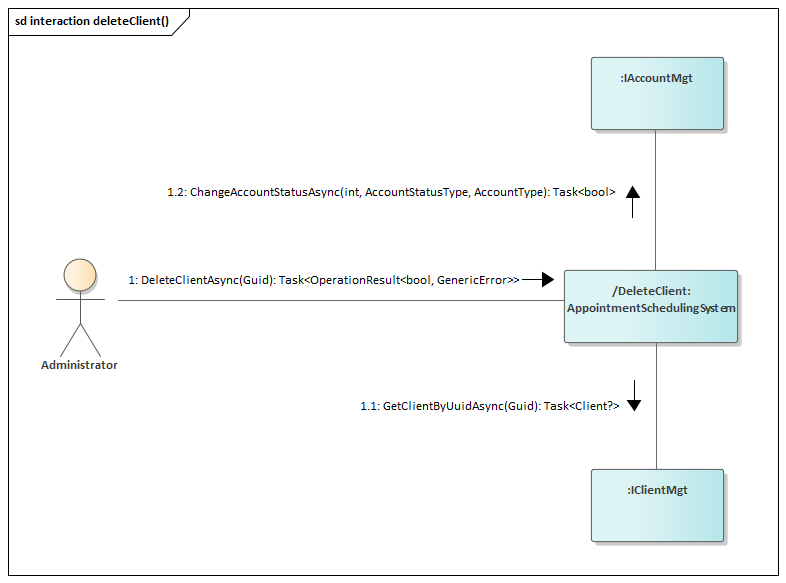 sd interaction deleteClient()
:IAccountMgt
1.2: ChangeAccountStatusAsync(int, AccountStatusType, AccountType): Task<bool>
1: DeleteClientAsync(Guid): Task<OperationResult<bool, GenericError>>
/DeleteClient:
AppointmentSchedulingSystem
Administrator
1.1: GetClientByUuidAsync(Guid): Task<Client?>
:IClientMgt